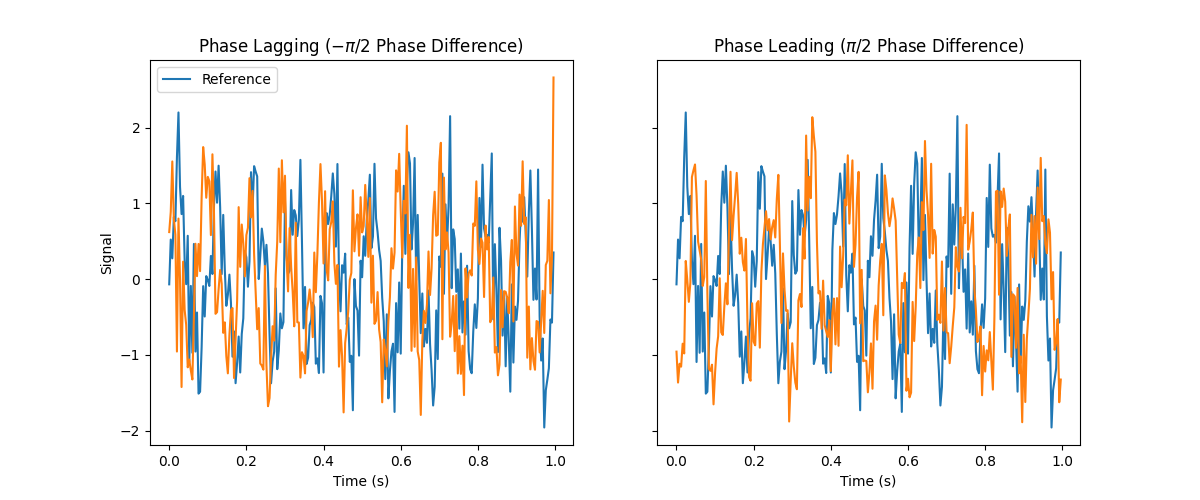 Phase Lagging (−π/2 Phase Difference)
Phase Leading (π/2 Phase Difference)
Reference
Signal
2
1
0
−1
−2
0.0 0.2 0.4 0.6 0.8 1.0
0.0 0.2 0.4 0.6 0.8 1.0
Time (s)
Time (s)